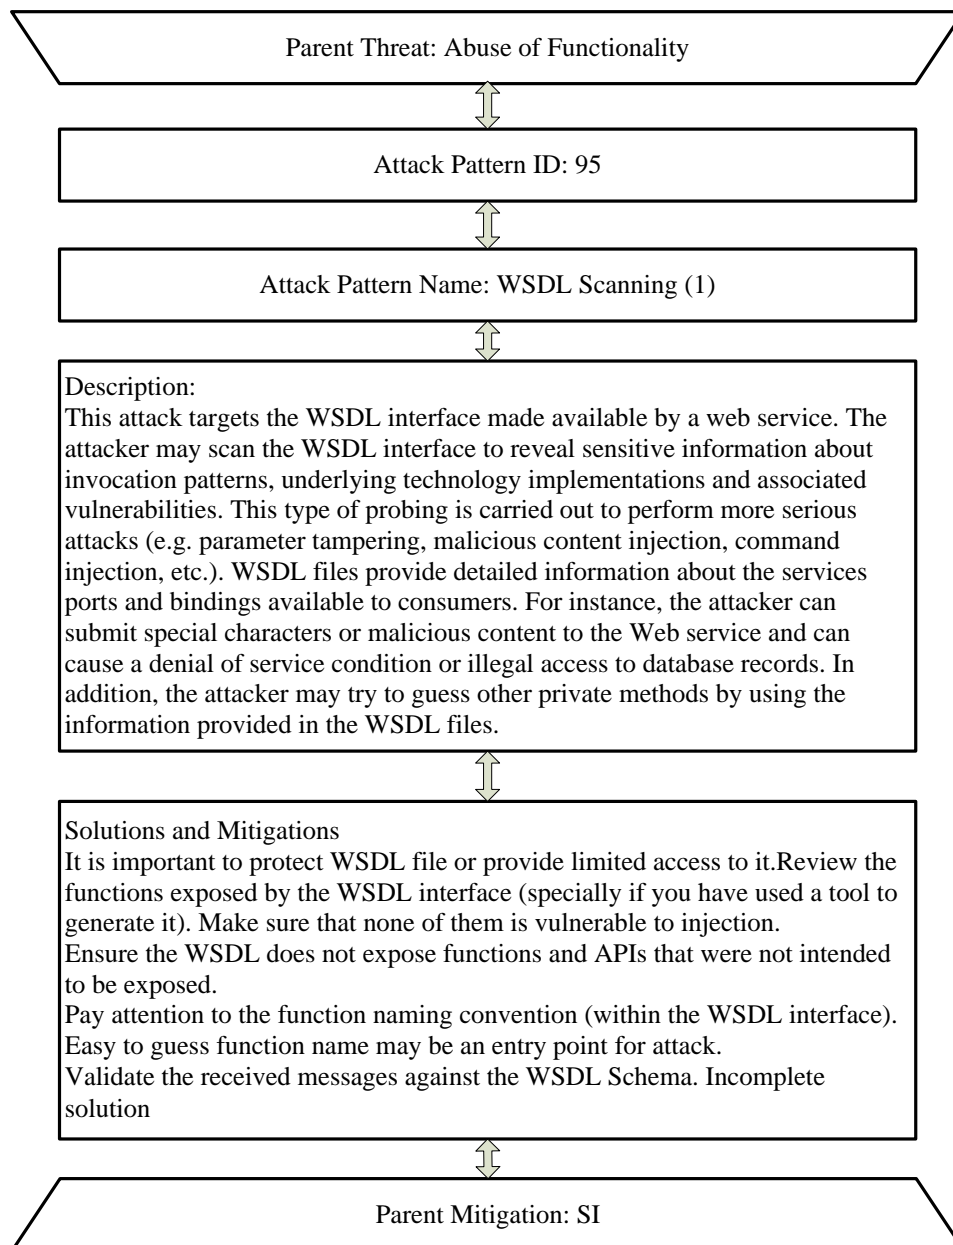 Parent Threat: Abuse of Functionality
Attack Pattern ID: 95
Attack Pattern Name: WSDL Scanning (1)
Description:
This attack targets the WSDL interface made available by a web service. The
attacker may scan the WSDL interface to reveal sensitive information about
invocation patterns, underlying technology implementations and associated
vulnerabilities. This type of probing is carried out to perform more serious
attacks (e.g. parameter tampering, malicious content injection, command
injection, etc.). WSDL files provide detailed information about the services
ports and bindings available to consumers. For instance, the attacker can
submit special characters or malicious content to the Web service and can
cause a denial of service condition or illegal access to database records. In
addition, the attacker may try to guess other private methods by using the
information provided in the WSDL files.
Solutions and Mitigations
It is important to protect WSDL file or provide limited access to it.Review the
functions exposed by the WSDL interface (specially if you have used a tool to
generate it). Make sure that none of them is vulnerable to injection.
Ensure the WSDL does not expose functions and APIs that were not intended
to be exposed.
Pay attention to the function naming convention (within the WSDL interface).
Easy to guess function name may be an entry point for attack.
Validate the received messages against the WSDL Schema. Incomplete
solution
Parent Mitigation: SI